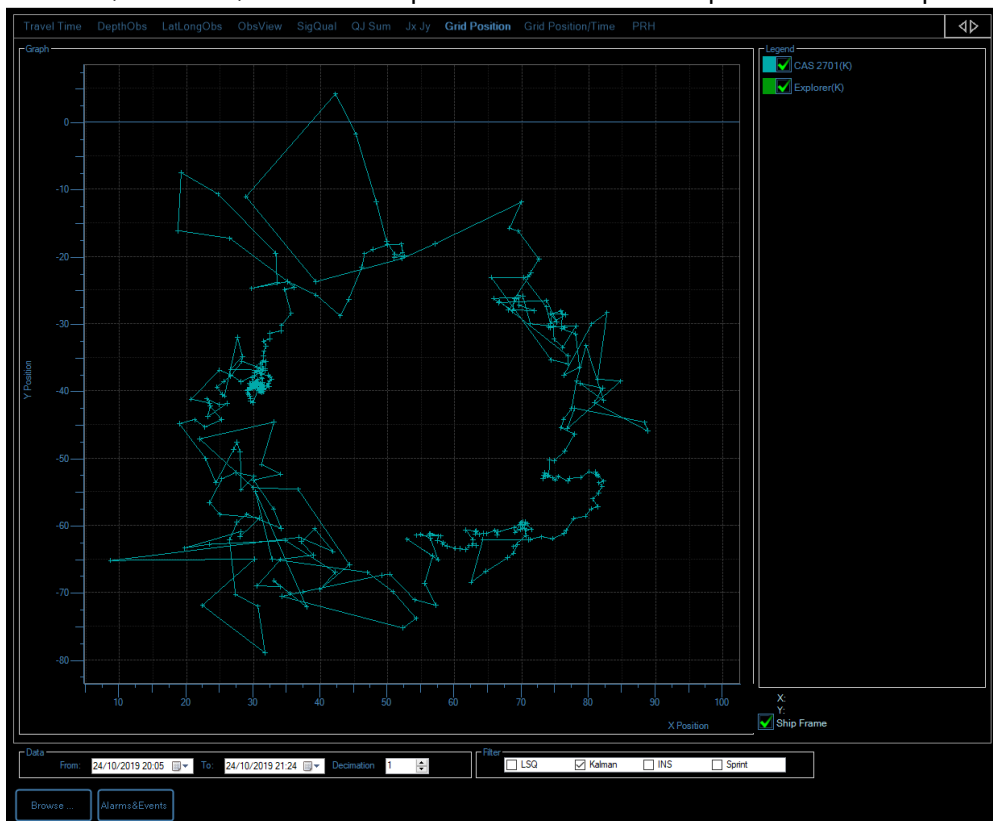 Travel Time DepthObs LatLongObs ObsView SigQual QJ Sum Jx Jy Grid Position Grid Position/Time PRH
Graph
Legend
CAS 2701(K)
Explorer(K)
0
-10
-20
-30
-40
-50
-60
-70
-80
Y Position
10 20 30 40 50 60 70 80 90 100
X Position
X:
Y:
Ship Frame
Data
From: 24/10/2019 20:05 To: 24/10/2019 21:24 Decimation 1
Filter
LSQ Kalman INS Sprint
Browse ... Alarms&Events